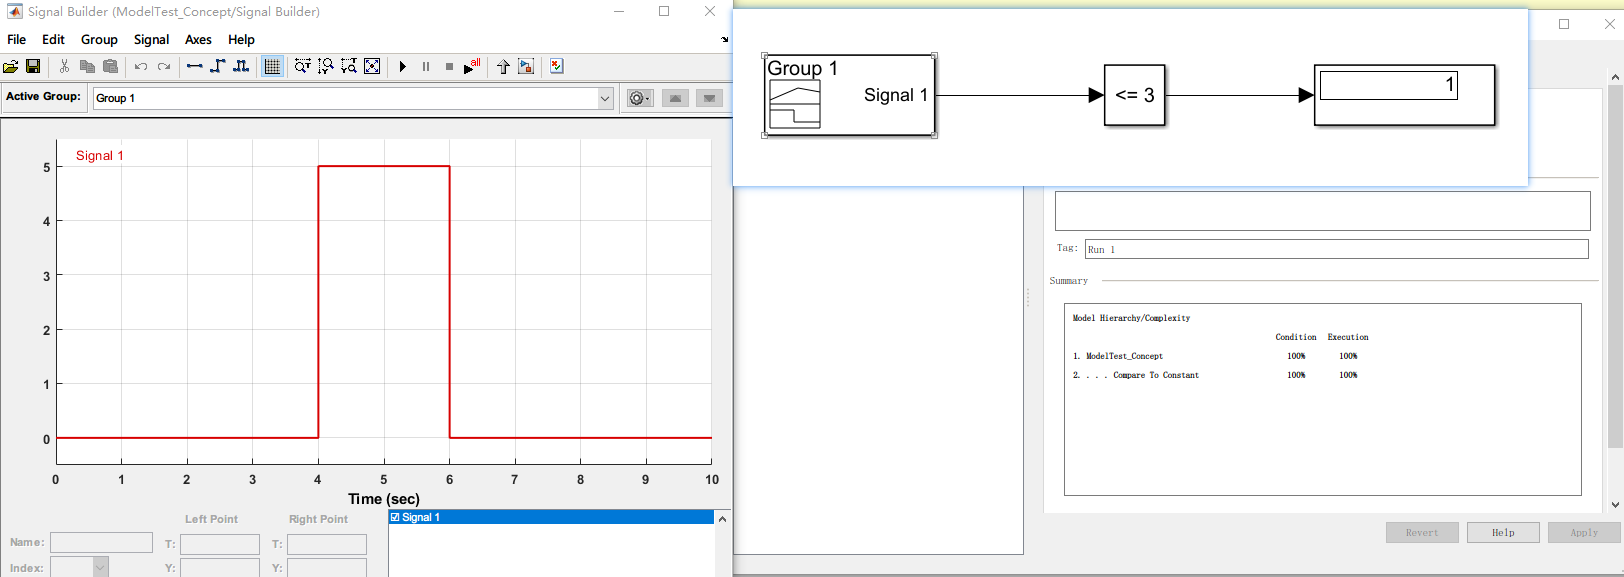 Signal Builder (ModelTest_Concept/Signal Builder)
File Edit Group Signal Axes Help
all
Active Group: Group 1
Signal 1
5
4
3
2
1
0
0 1 2 3 4 5 6 7 8 9 10
Time (sec)
Left Point Right Point
Name: T: T:
Index: Y: Y:
Signal 1
Group 1
Signal 1
<= 3
1
Tag: Run 1
Summary
Model Hierarchy/Complexity
Condition Execution
1. ModelTest_Concept 100% 100%
2. . . . Compare To Constant 100% 100%
Revert Help Apply